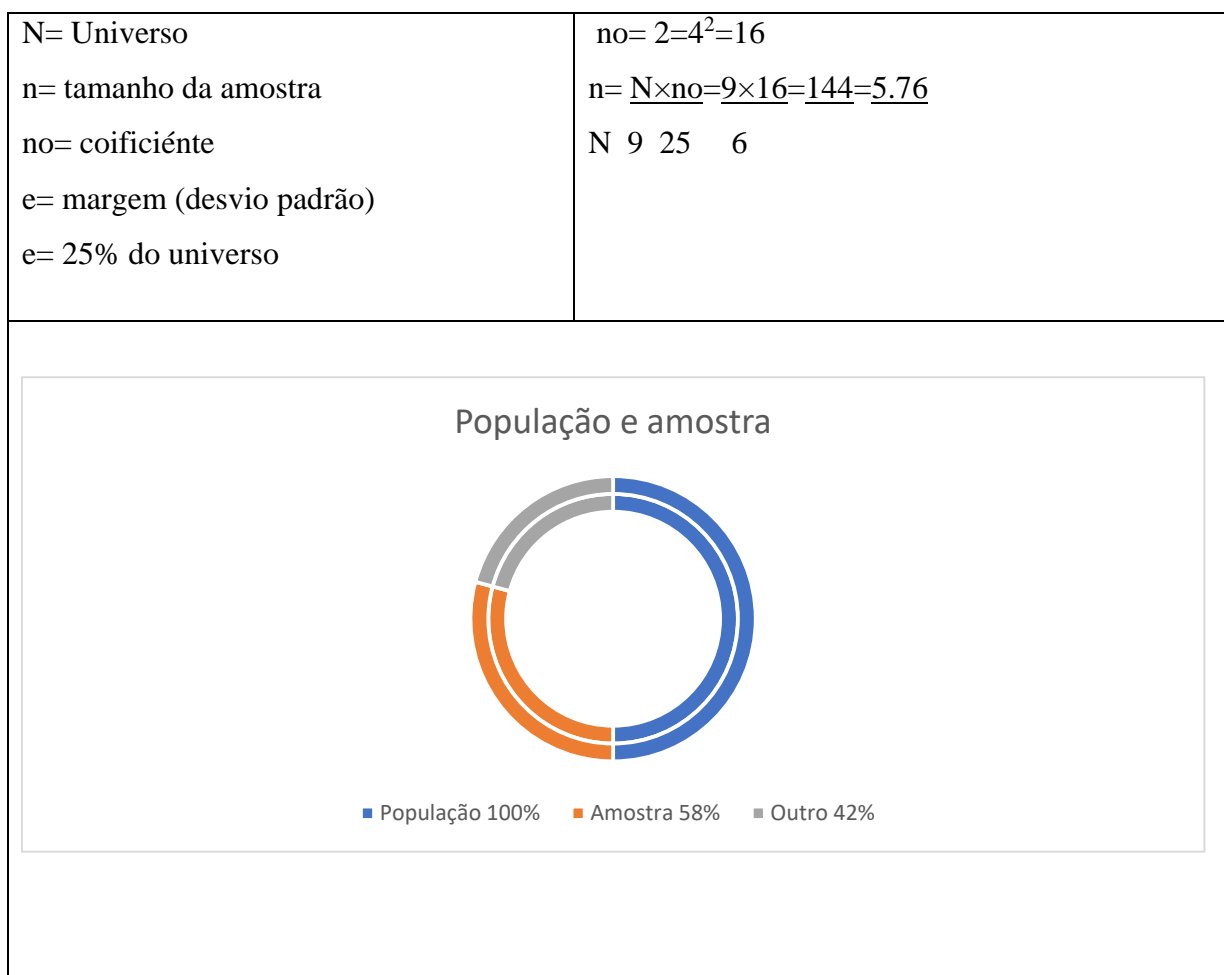 N= Universo
n= tamanho da amostra
no= coificiénte
e= margem (desvio padrão)
e= 25% do universo
no= 2=4²=16
n= N×no=9×16=144=5.76
N 9 25 6
População e amostra
População 100% Amostra 58% Outro 42%